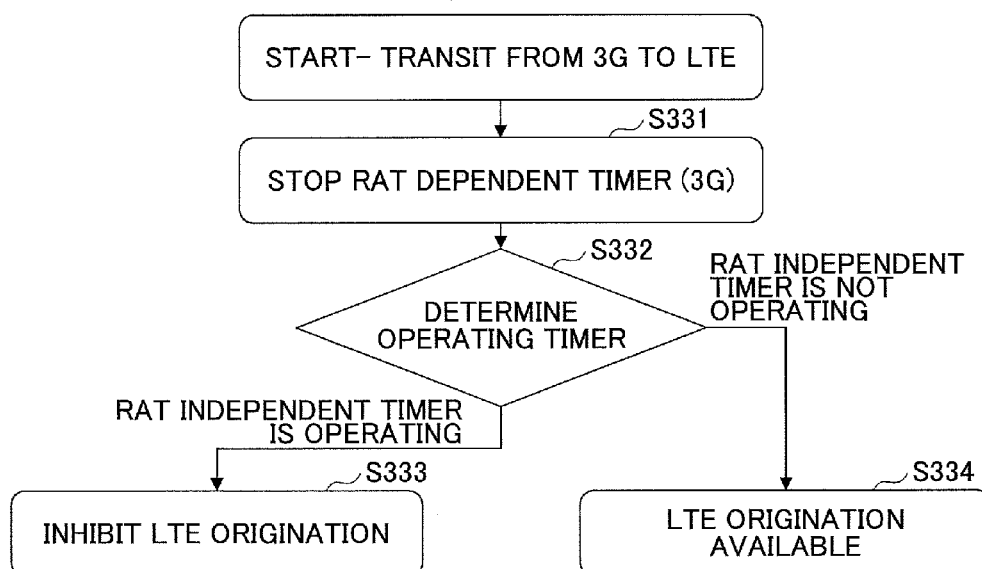 START- TRANSIT FROM 3G TO LTE
S331
STOP RAT DEPENDENT TIMER (3G)
S332
DETERMINE
OPERATING TIMER
RAT INDEPENDENT
TIMER IS NOT
OPERATING
RAT INDEPENDENT TIMER
IS OPERATING
S333
INHIBIT LTE ORIGINATION
S334
LTE ORIGINATION
AVAILABLE